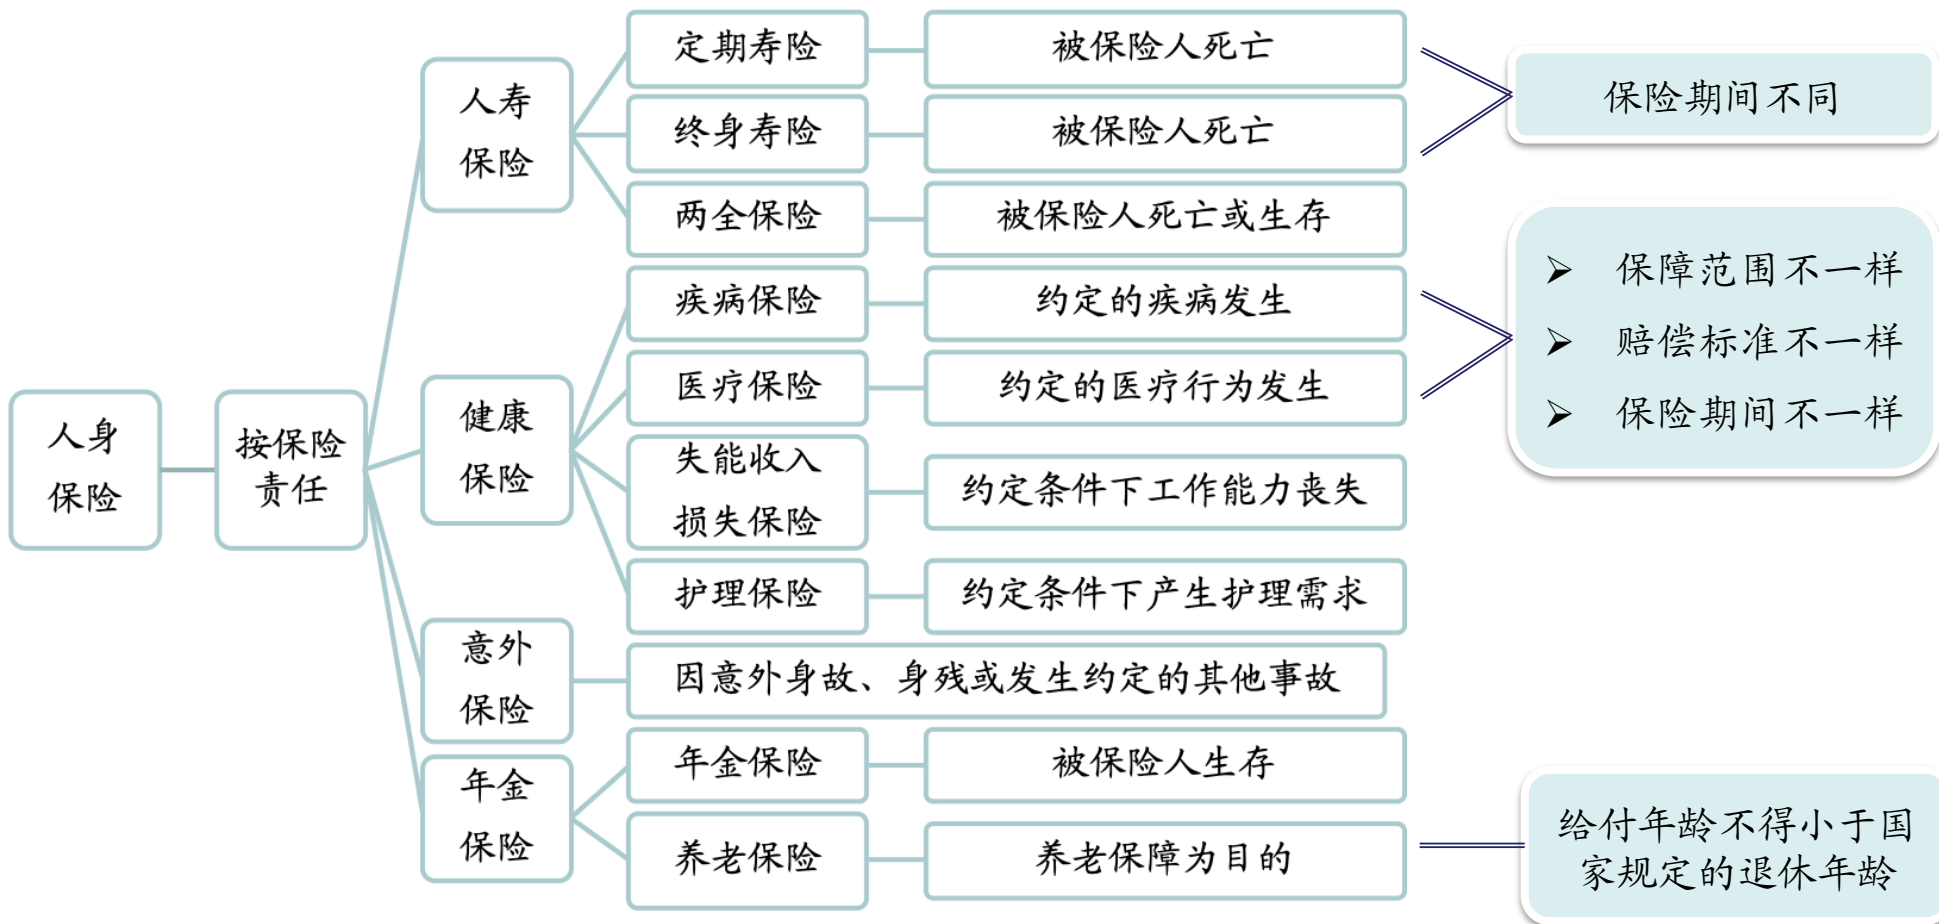 人身
保险
按保险
责任
人寿
保险
定期寿险
被保险人死亡
终身寿险
被保险人死亡
两全保险
被保险人死亡或生存
保险期间不同
健康
保险
疾病保险
约定的疾病发生
医疗保险
约定的医疗行为发生
失能收入
损失保险
约定条件下工作能力丧失
护理保险
约定条件下产生护理需求
➢ 保障范围不一样
➢ 赔偿标准不一样
➢ 保险期间不一样
意外
保险
因意外身故、身残或发生约定的其他事故
年金
保险
年金保险
被保险人生存
养老保险
养老保障为目的
给付年龄不得小于国
家规定的退休年龄